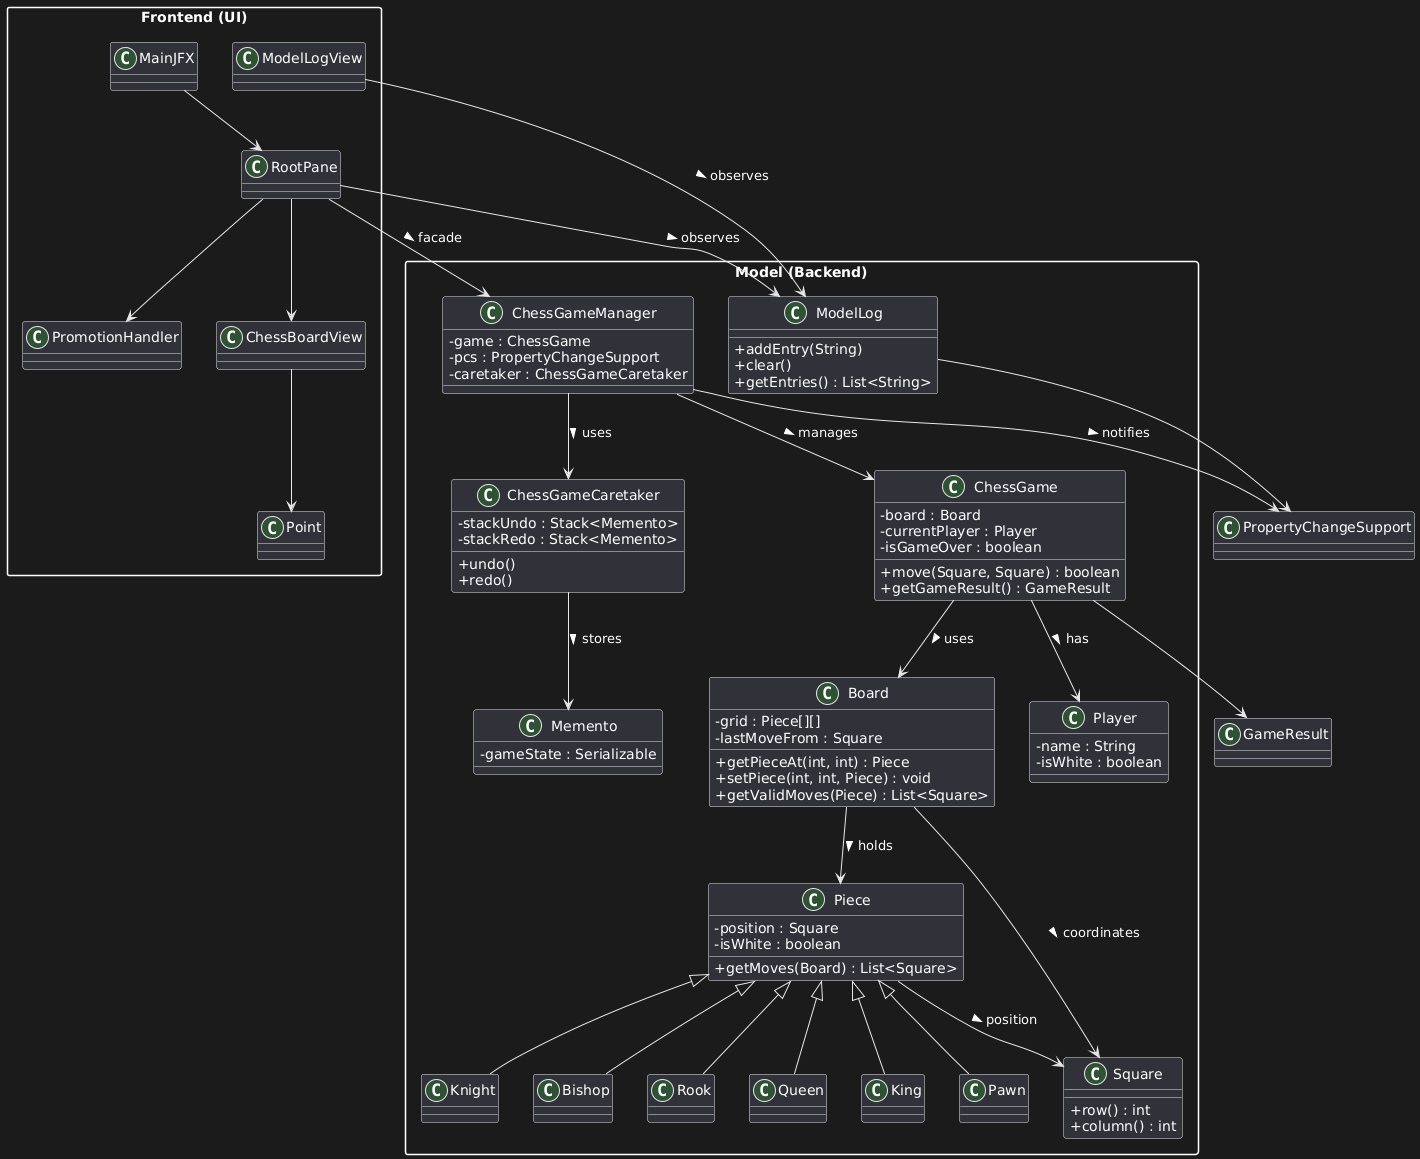 Frontend (UI)
C MainJFX
C ModelLogView
C RootPane
observes
facade
observes
C PromotionHandler
C ChessBoardView
C Point
Model (Backend)
C ChessGameManager
-game : ChessGame
-pcs : PropertyChangeSupport
-caretaker : ChessGameCaretaker
C ModelLog
+addEntry(String)
+clear()
+getEntries() : List<String>
uses
manages
notifies
C ChessGameCaretaker
-stackUndo : Stack<Memento>
-stackRedo : Stack<Memento>
+undo()
+redo()
C ChessGame
-board : Board
-currentPlayer : Player
-isGameOver : boolean
+move(Square, Square) : boolean
+getGameResult() : GameResult
C PropertyChangeSupport
stores
uses
has
C Memento
-gameState : Serializable
C Board
-grid : Piece[][]
-lastMoveFrom : Square
+getPieceAt(int, int) : Piece
+setPiece(int, int, Piece) : void
+getValidMoves(Piece) : List<Square>
C Player
-name : String
-isWhite : boolean
C GameResult
holds
coordinates
C Piece
-position : Square
-isWhite : boolean
+getMoves(Board) : List<Square>
position
C Knight
C Bishop
C Rook
C Queen
C King
C Pawn
C Square
+row() : int
+column() : int